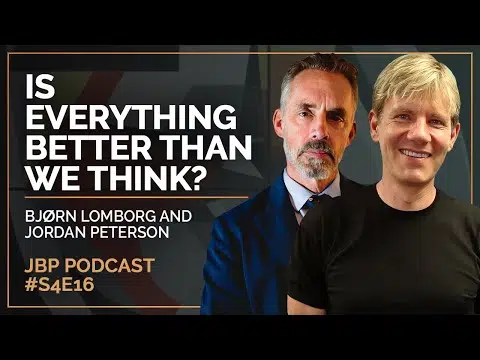 IS
EVERYTHING
BETTER THAN
WE THINK?
BJØRN LOMBORG AND
JORDAN PETERSON
JBP PODCAST
#S4E16